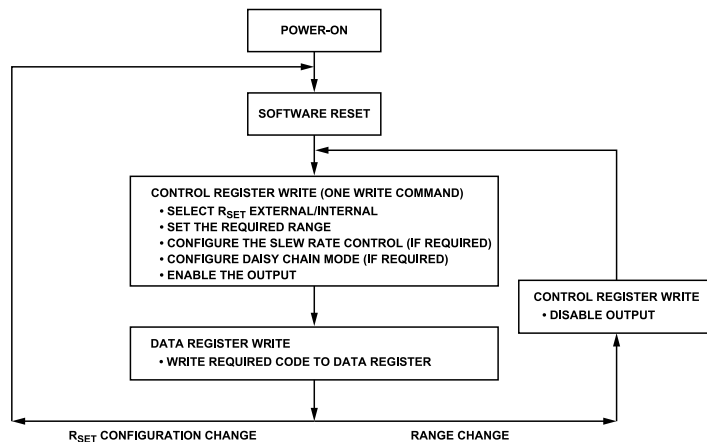 POWER-ON
SOFTWARE RESET
CONTROL REGISTER WRITE (ONE WRITE COMMAND)
• SELECT RSET EXTERNAL/INTERNAL
• SET THE REQUIRED RANGE
• CONFIGURE THE SLEW RATE CONTROL (IF REQUIRED)
• CONFIGURE DAISY CHAIN MODE (IF REQUIRED)
• ENABLE THE OUTPUT
CONTROL REGISTER WRITE
• DISABLE OUTPUT
DATA REGISTER WRITE
• WRITE REQUIRED CODE TO DATA REGISTER
RSET CONFIGURATION CHANGE
RANGE CHANGE